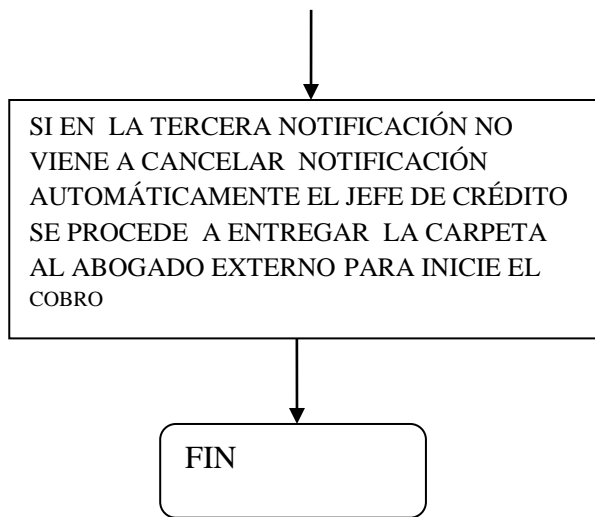 SI EN LA TERCERA NOTIFICACIÓN NO
VIENE A CANCELAR NOTIFICACIÓN
AUTOMÁTICAMENTE EL JEFE DE CRÉDITO
SE PROCEDE A ENTREGAR LA CARPETA
AL ABOGADO EXTERNO PARA INICIE EL
COBRO
FIN